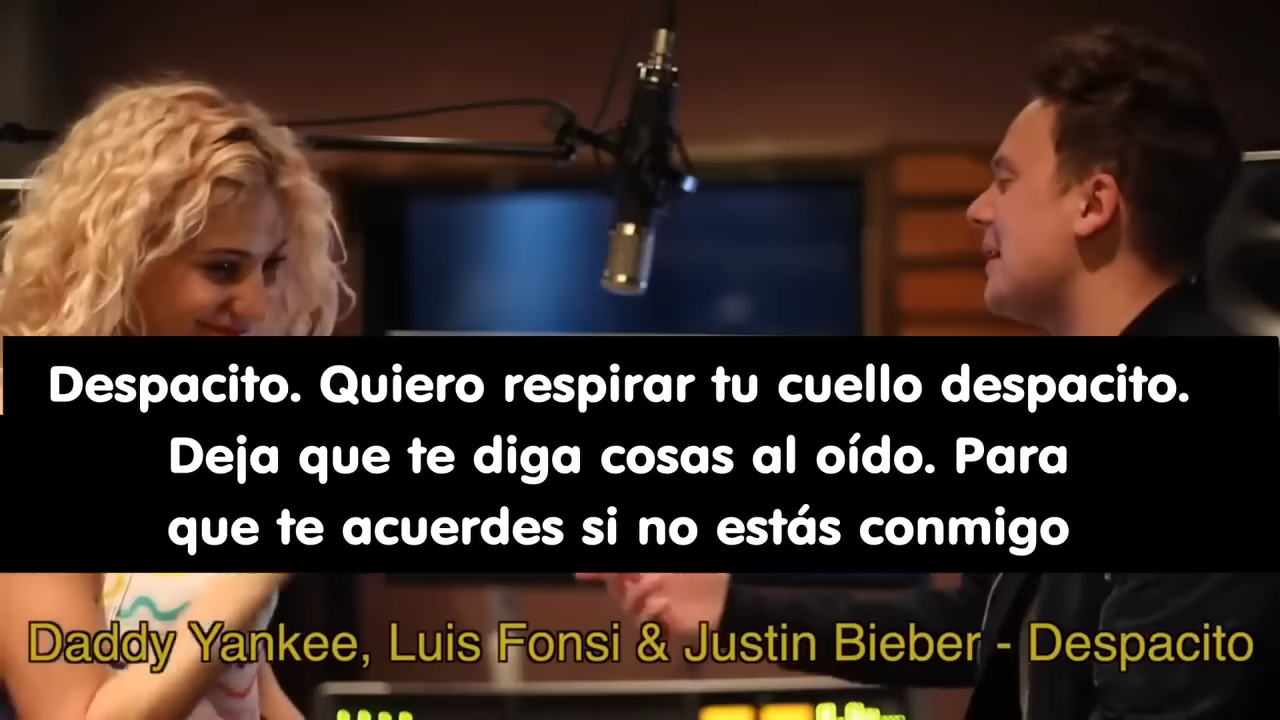 Despacito. Quiero respirar tu cuello despacito.
Deja que te diga cosas al oído. Para
que te acuerdes si no estás conmigo
Daddy Yankee, Luis Fonsi & Justin Bieber - Despacito